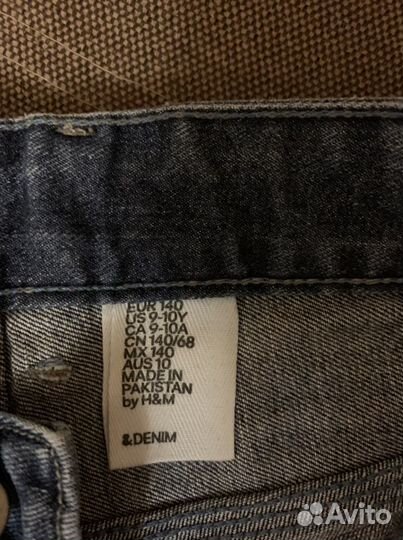 EUR 140
US 9-10Y
CA 9-10A
CN 140/68
MX 140
AUS 10
MADE IN
PAKISTAN
by H&M
&DENIM
Avito